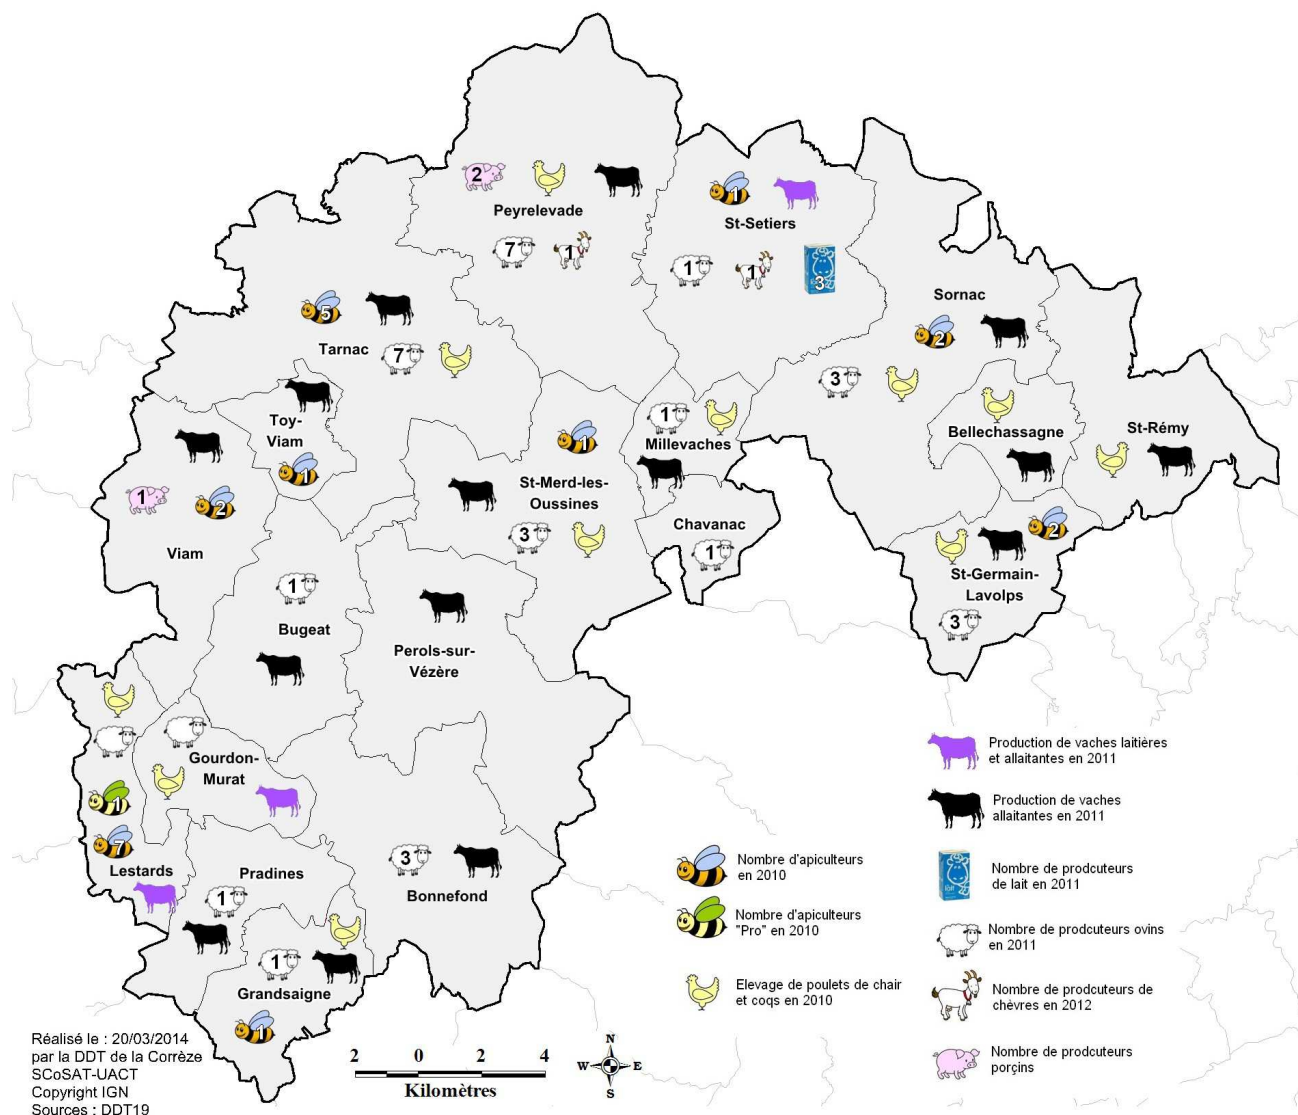 2
Peyrelevade
7
1
1
St-Setiers
1
1
3
Sornac
2
3
5
Tarnac
7
Toy-
Viam
1
1
2
Viam
1
St-Merd-les-
Oussines
3
1
Millevaches
Chavanac
1
Bellechassagne
St-Rémy
2
St-Germain-
Lavolps
3
1
Bugeat
Perols-sur-
Vézère
Gourdon-
Murat
1
7
Lestards
Pradines
1
3
Bonnefond
1
Grandsaigne
1
Production de vaches laitières
et allaitantes en 2011
Production de vaches
allaitantes en 2011
Nombre d'apiculteurs
en 2010
Nombre d'apiculteurs
"Pro" en 2010
Elevage de poulets de chair
et coqs en 2010
Nombre de prodcuteurs
de lait en 2011
Nombre de prodcuteurs ovins
en 2011
Nombre de prodcuteurs de
chèvres en 2012
Nombre de prodcuteurs
porçins
Réalisé le : 20/03/2014
par la DDT de la Corrèze
SCoSAT-UACT
Copyright IGN
Sources : DDT19
2 0 2 4
Kilomètres
N
W E
S